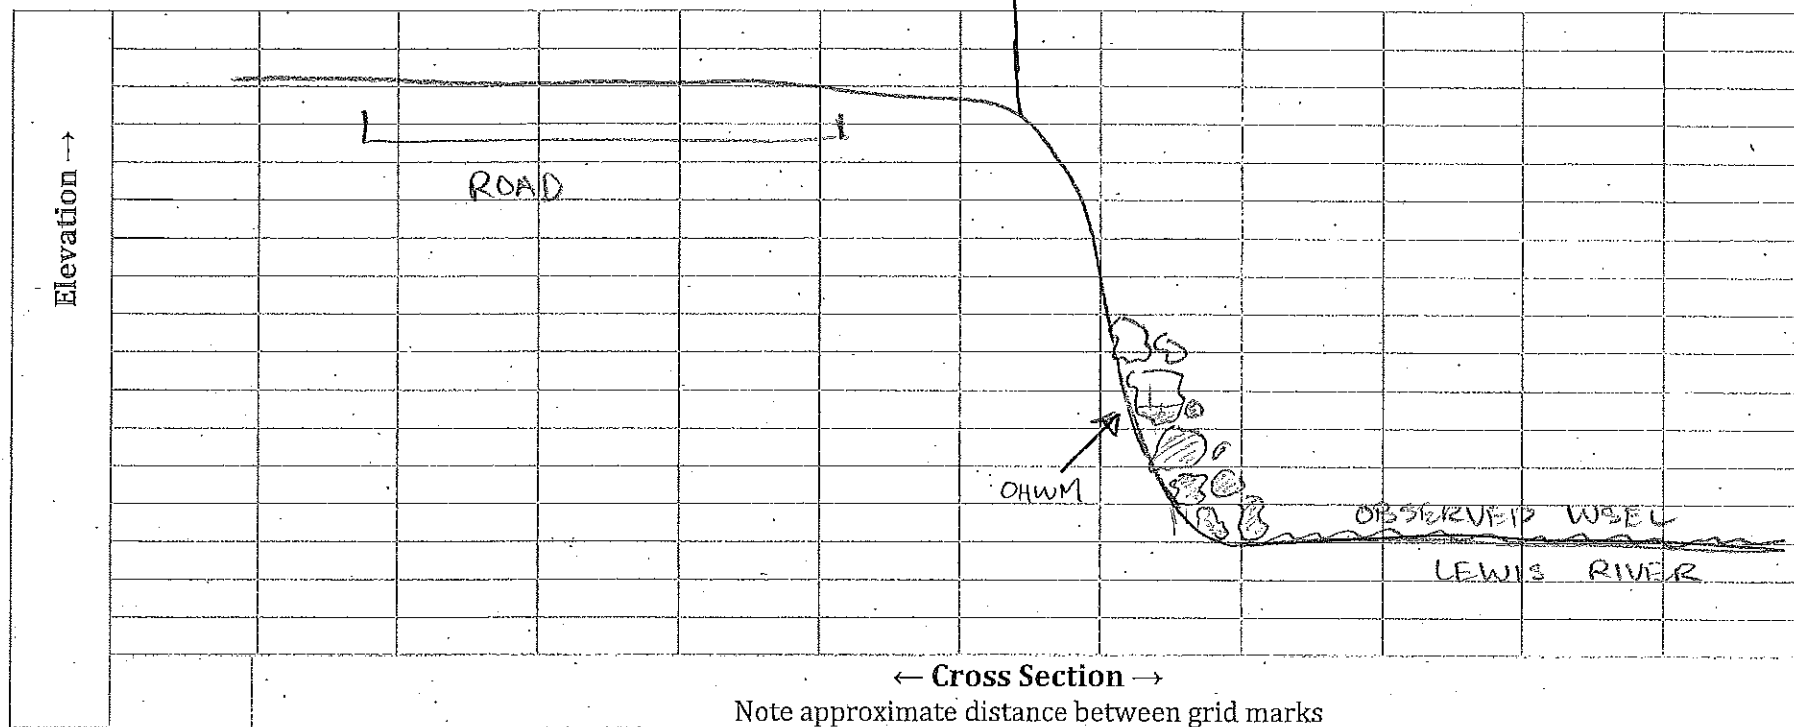 Elevation →
ROAD
OHWM
OBSERVED WSEL
LEWIS RIVER
← Cross Section →
Note approximate distance between grid marks